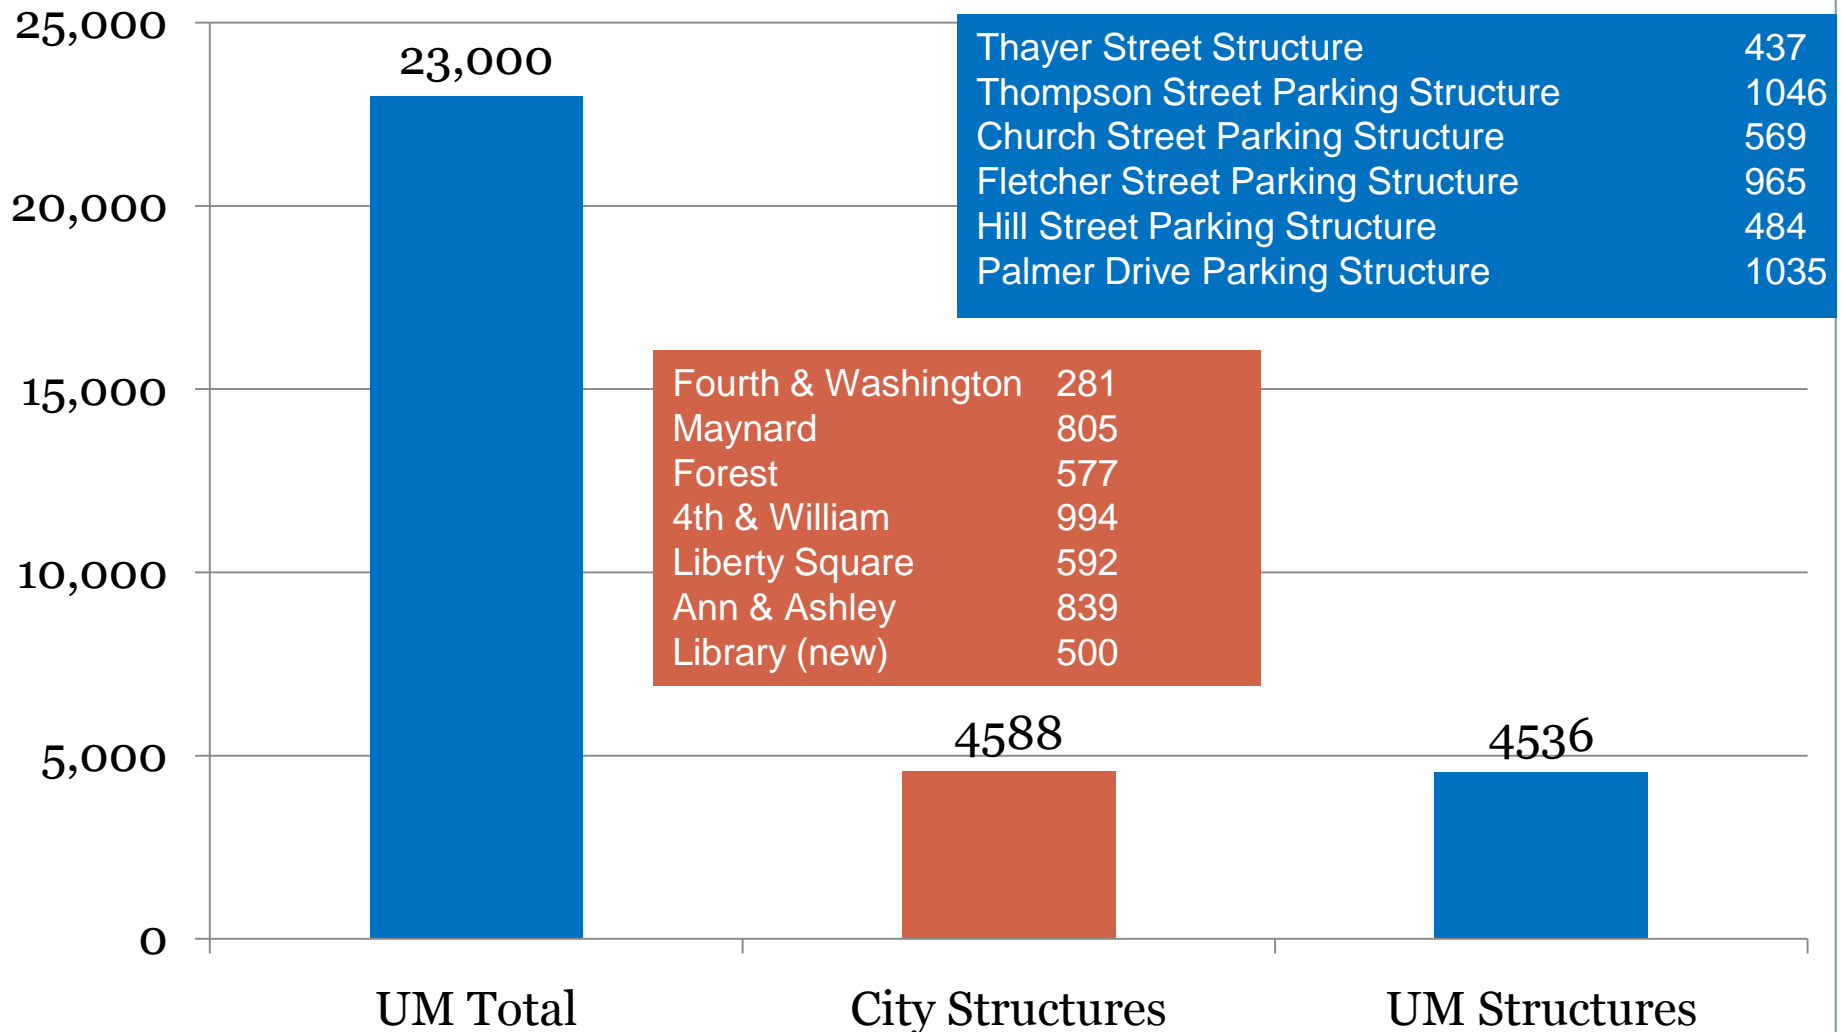 25,000
20,000
15,000
10,000
5,000
0
23,000
4588
4536
Thayer Street Structure 437
Thompson Street Parking Structure 1046
Church Street Parking Structure 569
Fletcher Street Parking Structure 965
Hill Street Parking Structure 484
Palmer Drive Parking Structure 1035
Fourth & Washington 281
Maynard 805
Forest 577
4th & William 994
Liberty Square 592
Ann & Ashley 839
Library (new) 500
UM Total
City Structures
UM Structures